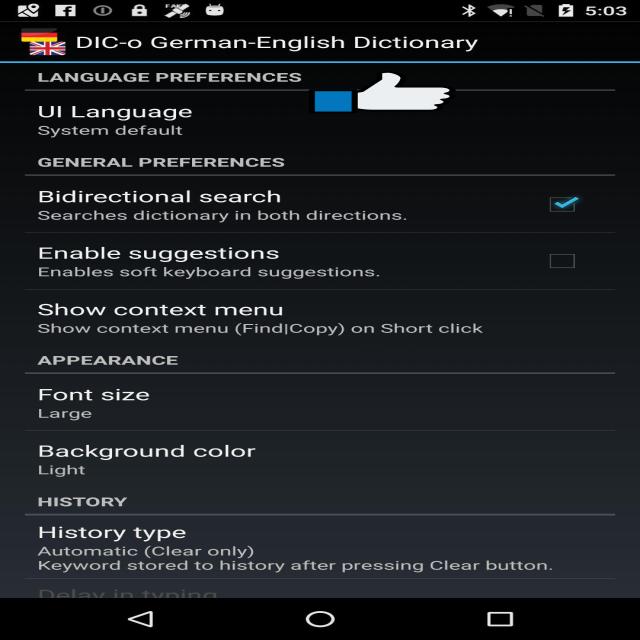 5:03
DIC-o German-English Dictionary
LANGUAGE PREFERENCES
UI Language
System default
GENERAL PREFERENCES
Bidirectional search
Searches dictionary in both directions.
Enable suggestions
Enables soft keyboard suggestions.
Show context menu
Show context menu (Find|Copy) on Short click
APPEARANCE
Font size
Large
Background color
Light
HISTORY
History type
Automatic (Clear only)
Keyword stored to history after pressing Clear button.
Delay in typing